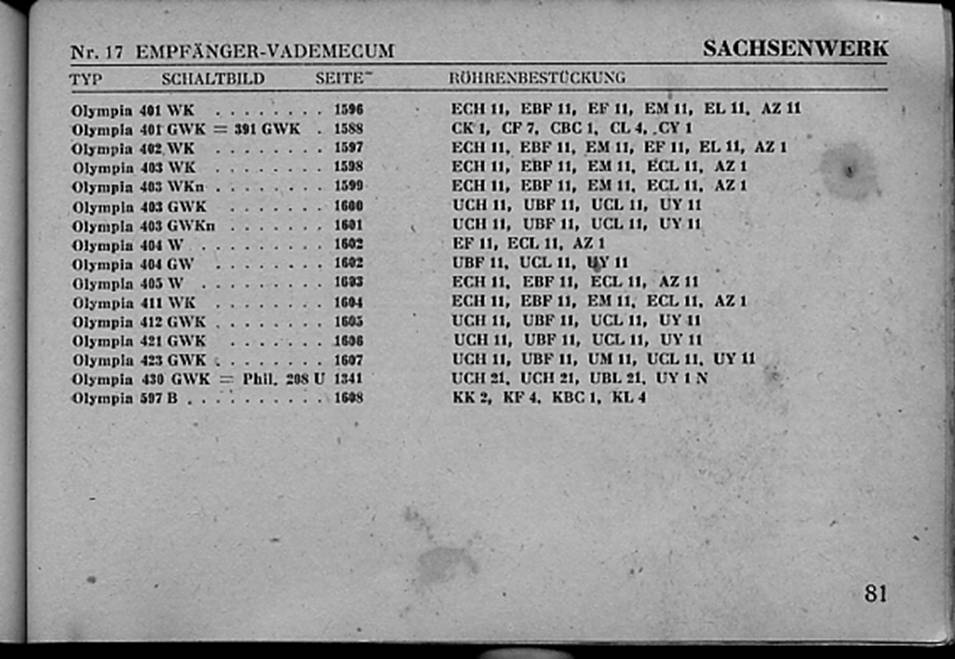 Nr. 17 EMPFÄNGER-VADEMECUM SACHSENWERK
TYP SCHALTBILD SEITE RÖHRENBESTÜCKUNG
Olympia 401 WK . . . . . . . . 1596 ECH 11, EBF 11, EF 11, EM 11, EL 11, AZ 11
Olympia 401 GWK = 391 GWK . 1588 CK 1, CF 7, CBC 1, CL 4, CY 1
Olympia 402 WK . . . . . . . . 1597 ECH 11, EBF 11, EM 11, EF 11, EL 11, AZ 1
Olympia 403 WK . . . . . . . . 1598 ECH 11, EBF 11, EM 11, ECL 11, AZ 1
Olympia 403 WKn . . . . . . . . 1599 ECH 11, EBF 11, EM 11, ECL 11, AZ 1
Olympia 403 GWK . . . . . . . 1600 UCH 11, UBF 11, UCL 11, UY 11
Olympia 403 GWKn . . . . . . . 1601 UCH 11, UBF 11, UCL 11, UY 11
Olympia 404 W . . . . . . . . . 1602 EF 11, ECL 11, AZ 1
Olympia 404 GW . . . . . . . . 1602 UBF 11, UCL 11, UY 11
Olympia 405 W . . . . . . . . . 1603 ECH 11, EBF 11, ECL 11, AZ 11
Olympia 411 WK . . . . . . . . 1604 ECH 11, EBF 11, EM 11, ECL 11, AZ 1
Olympia 412 GWK . . . . . . . . 1605 UCH 11, UBF 11, UCL 11, UY 11
Olympia 421 GWK . . . . . . . 1606 UCH 11, UBF 11, UCL 11, UY 11
Olympia 423 GWK . . . . . . . . 1607 UCH 11, UBF 11, UM 11, UCL 11, UY 11
Olympia 430 GWK = Phil. 208 U 1341 UCH 21, UCH 21, UBL 21, UY 1 N
Olympia 597 B . . . . . . . . . . 1608 KK 2, KF 4, KBC 1, KL 4
81